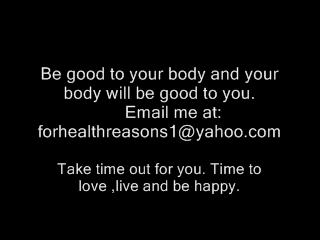 Be good to your body and your
body will be good to you.
Email me at:
forhealthreasons1@yahoo.com
Take time out for you. Time to
love ,live and be happy.